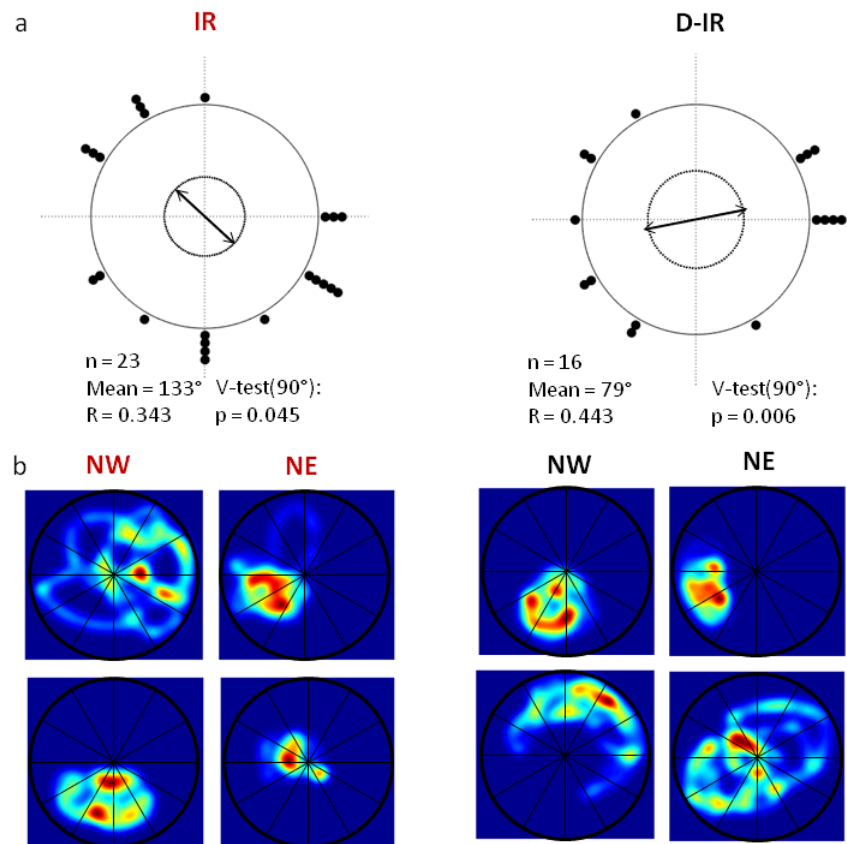 a
IR
D-IR
n = 23
Mean = 133° V-test(90°):
R = 0.343 p = 0.045
n = 16
Mean = 79° V-test(90°):
R = 0.443 p = 0.006
b
NW NE NW NE